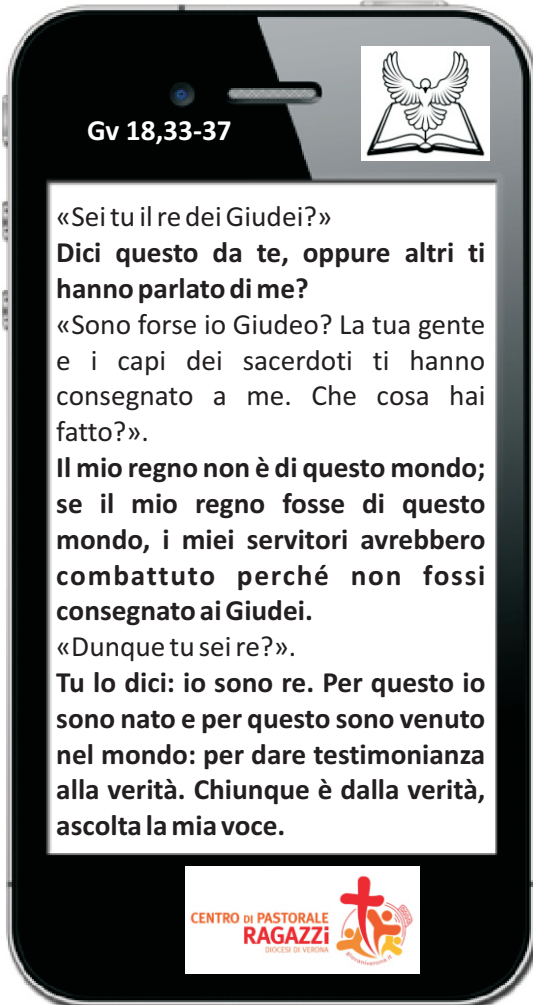 Gv 18,33-37
«Sei tu il re dei Giudei?»
Dici questo da te, oppure altri ti
hanno parlato di me?
«Sono forse io Giudeo? La tua gente
e i capi dei sacerdoti ti hanno
consegnato a me. Che cosa hai
fatto?».
Il mio regno non è di questo mondo;
se il mio regno fosse di questo
mondo, i miei servitori avrebbero
combattuto perché non fossi
consegnato ai Giudei.
«Dunque tu sei re?».
Tu lo dici: io sono re. Per questo io
sono nato e per questo sono venuto
nel mondo: per dare testimonianza
alla verità. Chiunque è dalla verità,
ascolta la mia voce.
CENTRO DI PASTORALE
RAGAZZi
DIOCESI DI VERONA
giovaniverona.it